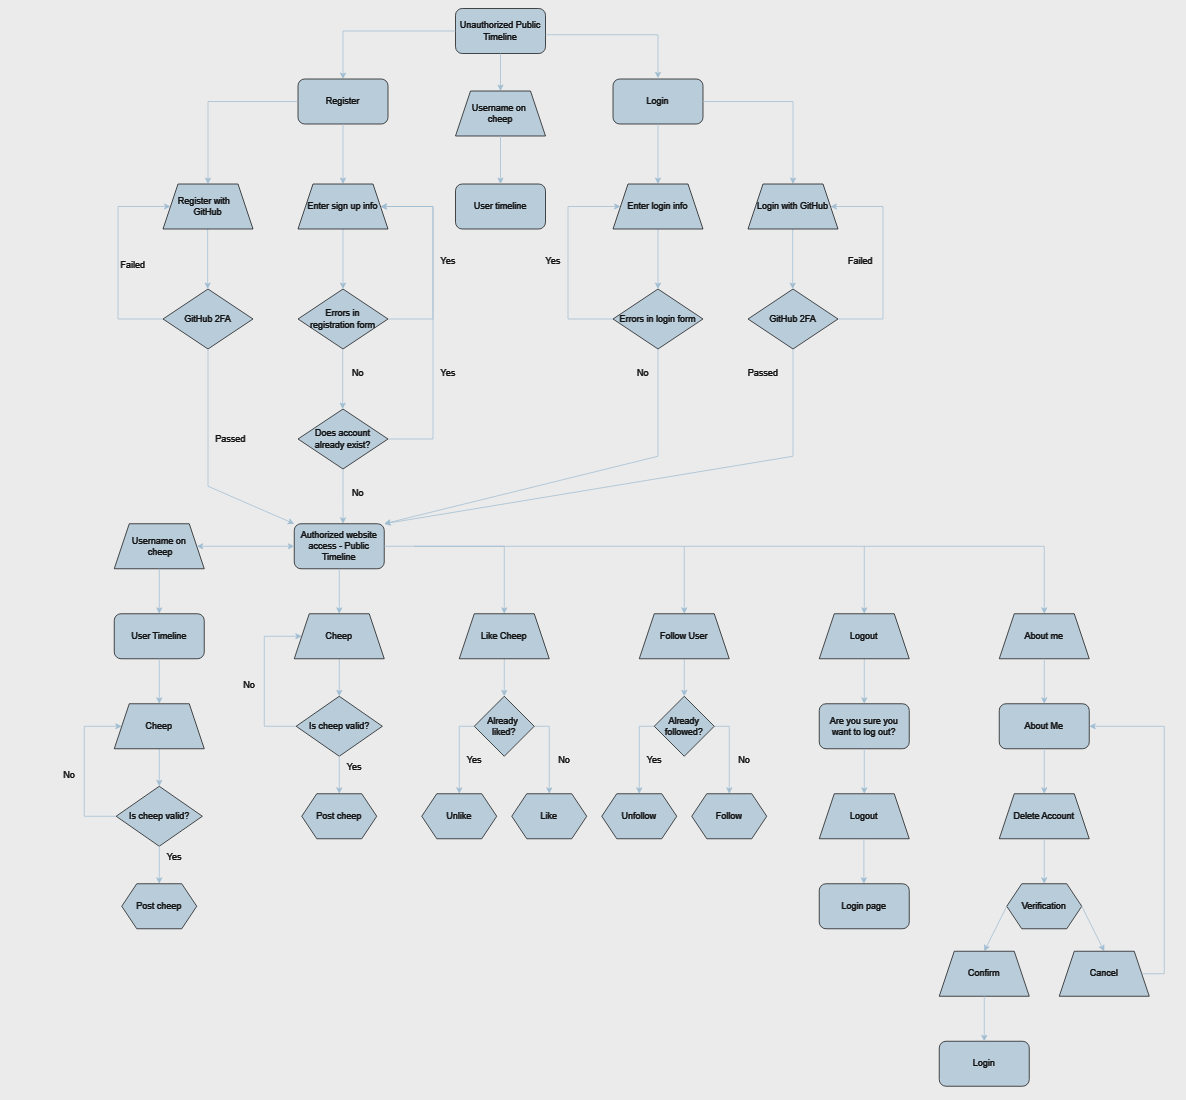 Unauthorized Public
Timeline
Register
Username on
cheep
Login
Register with
GitHub
Enter sign up info
User timeline
Enter login info
Login with GitHub
Failed
Yes
Yes
Failed
GitHub 2FA
Errors in
registration form
Errors in login form
GitHub 2FA
No
Yes
No
Passed
Passed
Does account
already exist?
No
Username on
cheep
Authorized website
access - Public
Timeline
User Timeline
Cheep
Like Cheep
Follow User
Logout
About me
No
Cheep
Is cheep valid?
Already
liked?
Already
followed?
Are you sure you
want to log out?
About Me
No
Yes
Yes
No
Yes
No
Is cheep valid?
Post cheep
Unlike
Like
Unfollow
Follow
Logout
Delete Account
Yes
Post cheep
Login page
Verification
Confirm
Cancel
Login